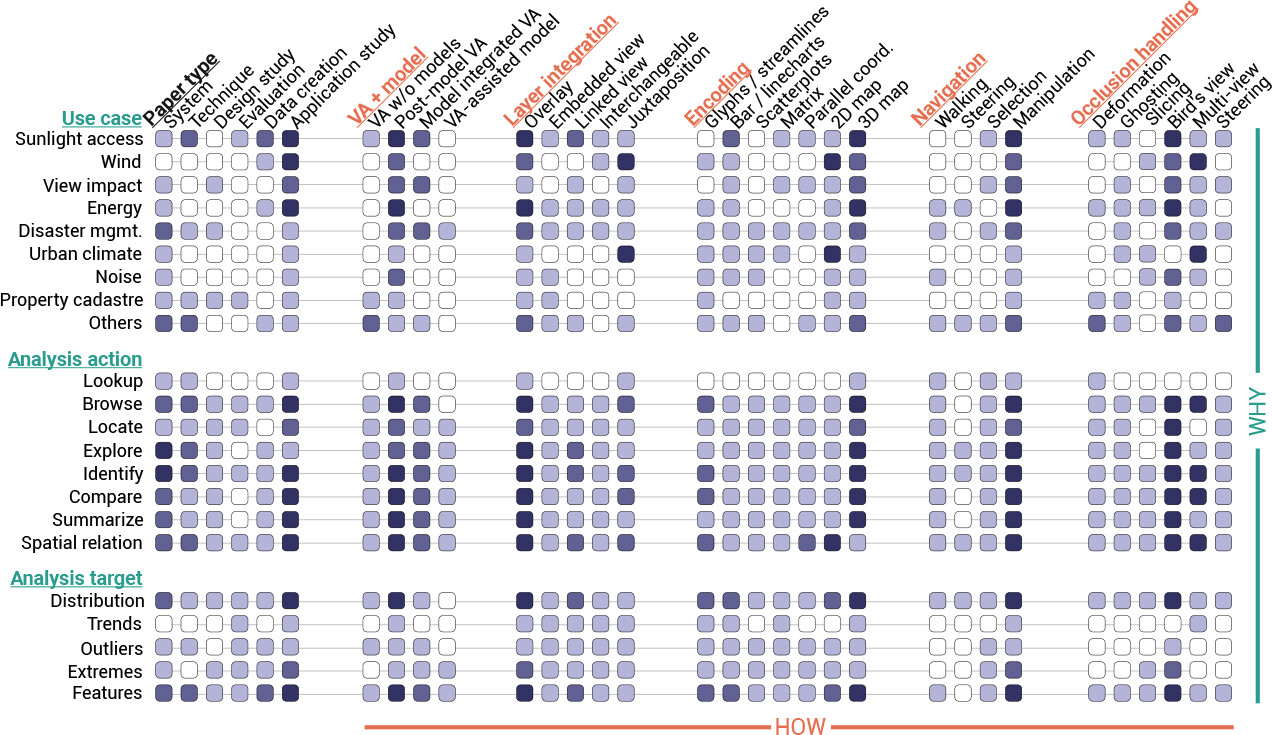 Paper type
System
Technique
Design study
Evaluation
Data creation
Application study
VA + model
VA w/o models
Post-model VA
Model integrated VA
VA-assisted model
Layer integration
Overlay
Embedded view
Linked view
Interchangeable
Juxtaposition
Encoding
Glyphs / streamlines
Bar / linecharts
Scatterplots
Matrix
Parallel coord.
2D map
3D map
Navigation
Walking
Steering
Selection
Manipulation
Occlusion handling
Deformation
Ghosting
Slicing
Bird's view
Multi-view
Steering
Use case
Sunlight access
Wind
View impact
Energy
Disaster mgmt.
Urban climate
Noise
Property cadastre
Others
Analysis action
Lookup
Browse
Locate
Explore
Identify
Compare
Summarize
Spatial relation
Analysis target
Distribution
Trends
Outliers
Extremes
Features
WHY
HOW